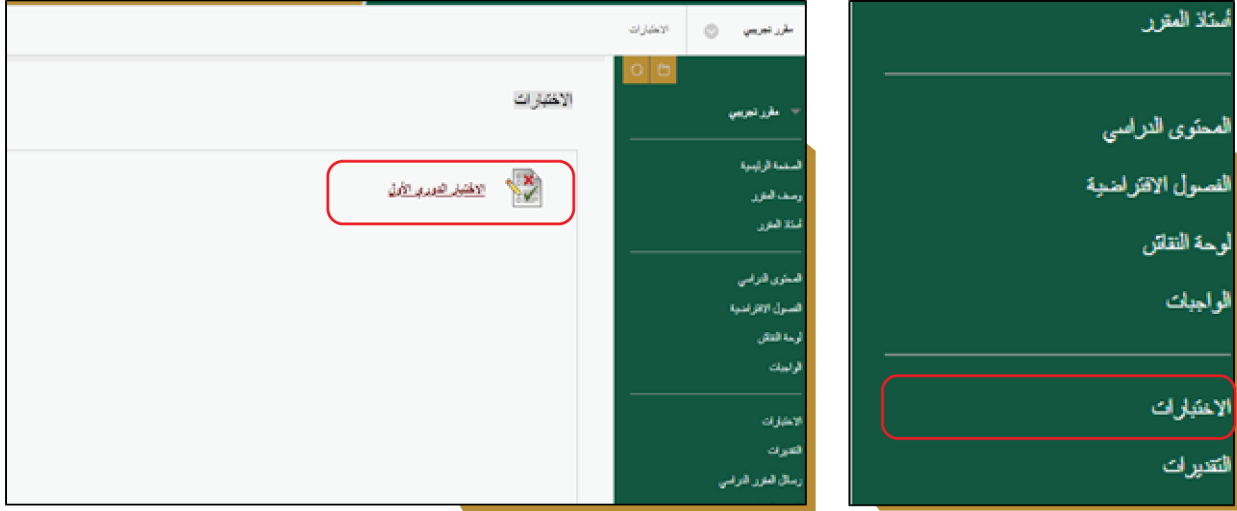 أستاذ المقرر
المحتوى الدراسي
الفصول الافتراضية
لوحة النقاش
الواجبات
الاختبارات
التقديرات
مقرر تجريبي
الاختبارات
مقرر تجريبي
الصفحة الرئيسية
وصف المقرر
أستاذ المقرر
المحتوى الدراسي
الفصول الافتراضية
لوحة النقاش
الواجبات
الاختبارات
التقديرات
رسائل المقرر الدراسي
الاختبارات
الاختبار الدوري الأول